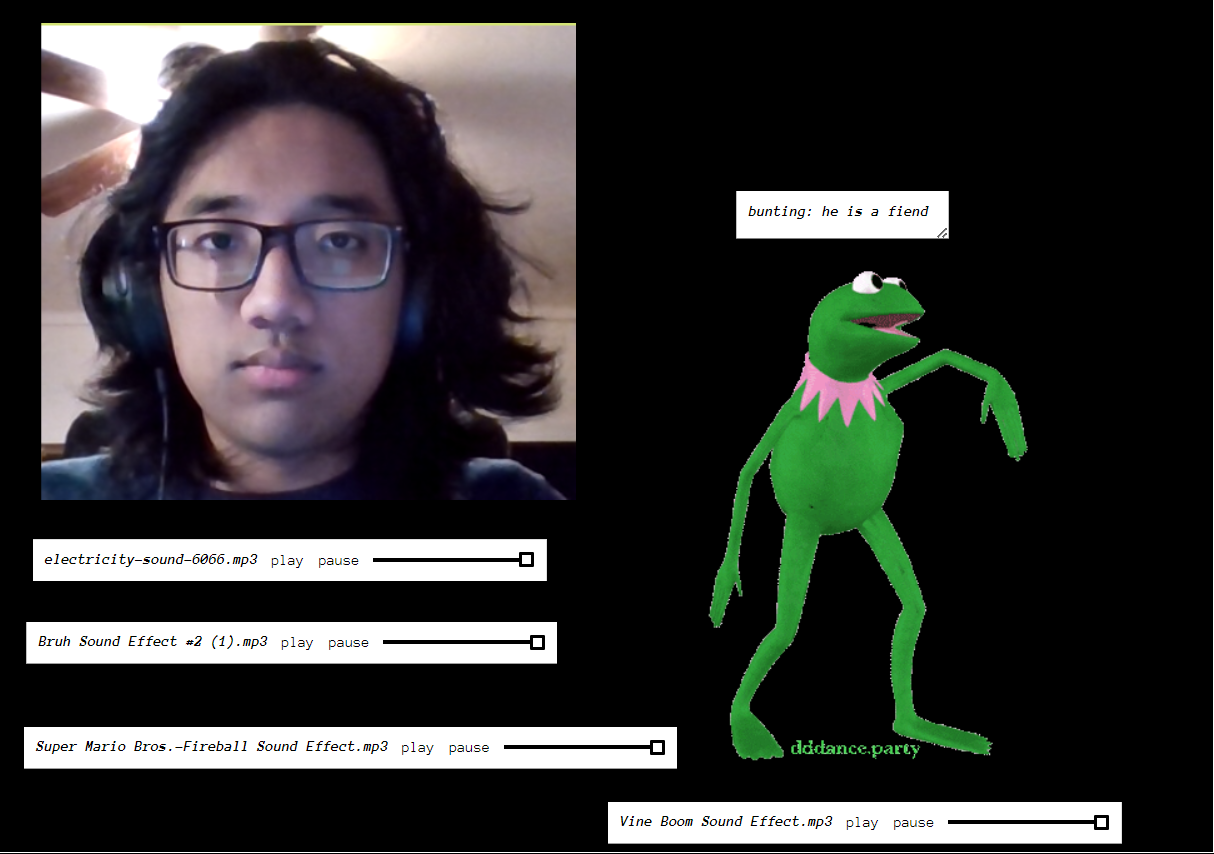 bunting: he is a fiend
electricity-sound-6066.mp3 play pause
Bruh Sound Effect #2 (1).mp3 play pause
Super Mario Bros.-Fireball Sound Effect.mp3 play pause
dddance.party
Vine Boom Sound Effect.mp3 play pause